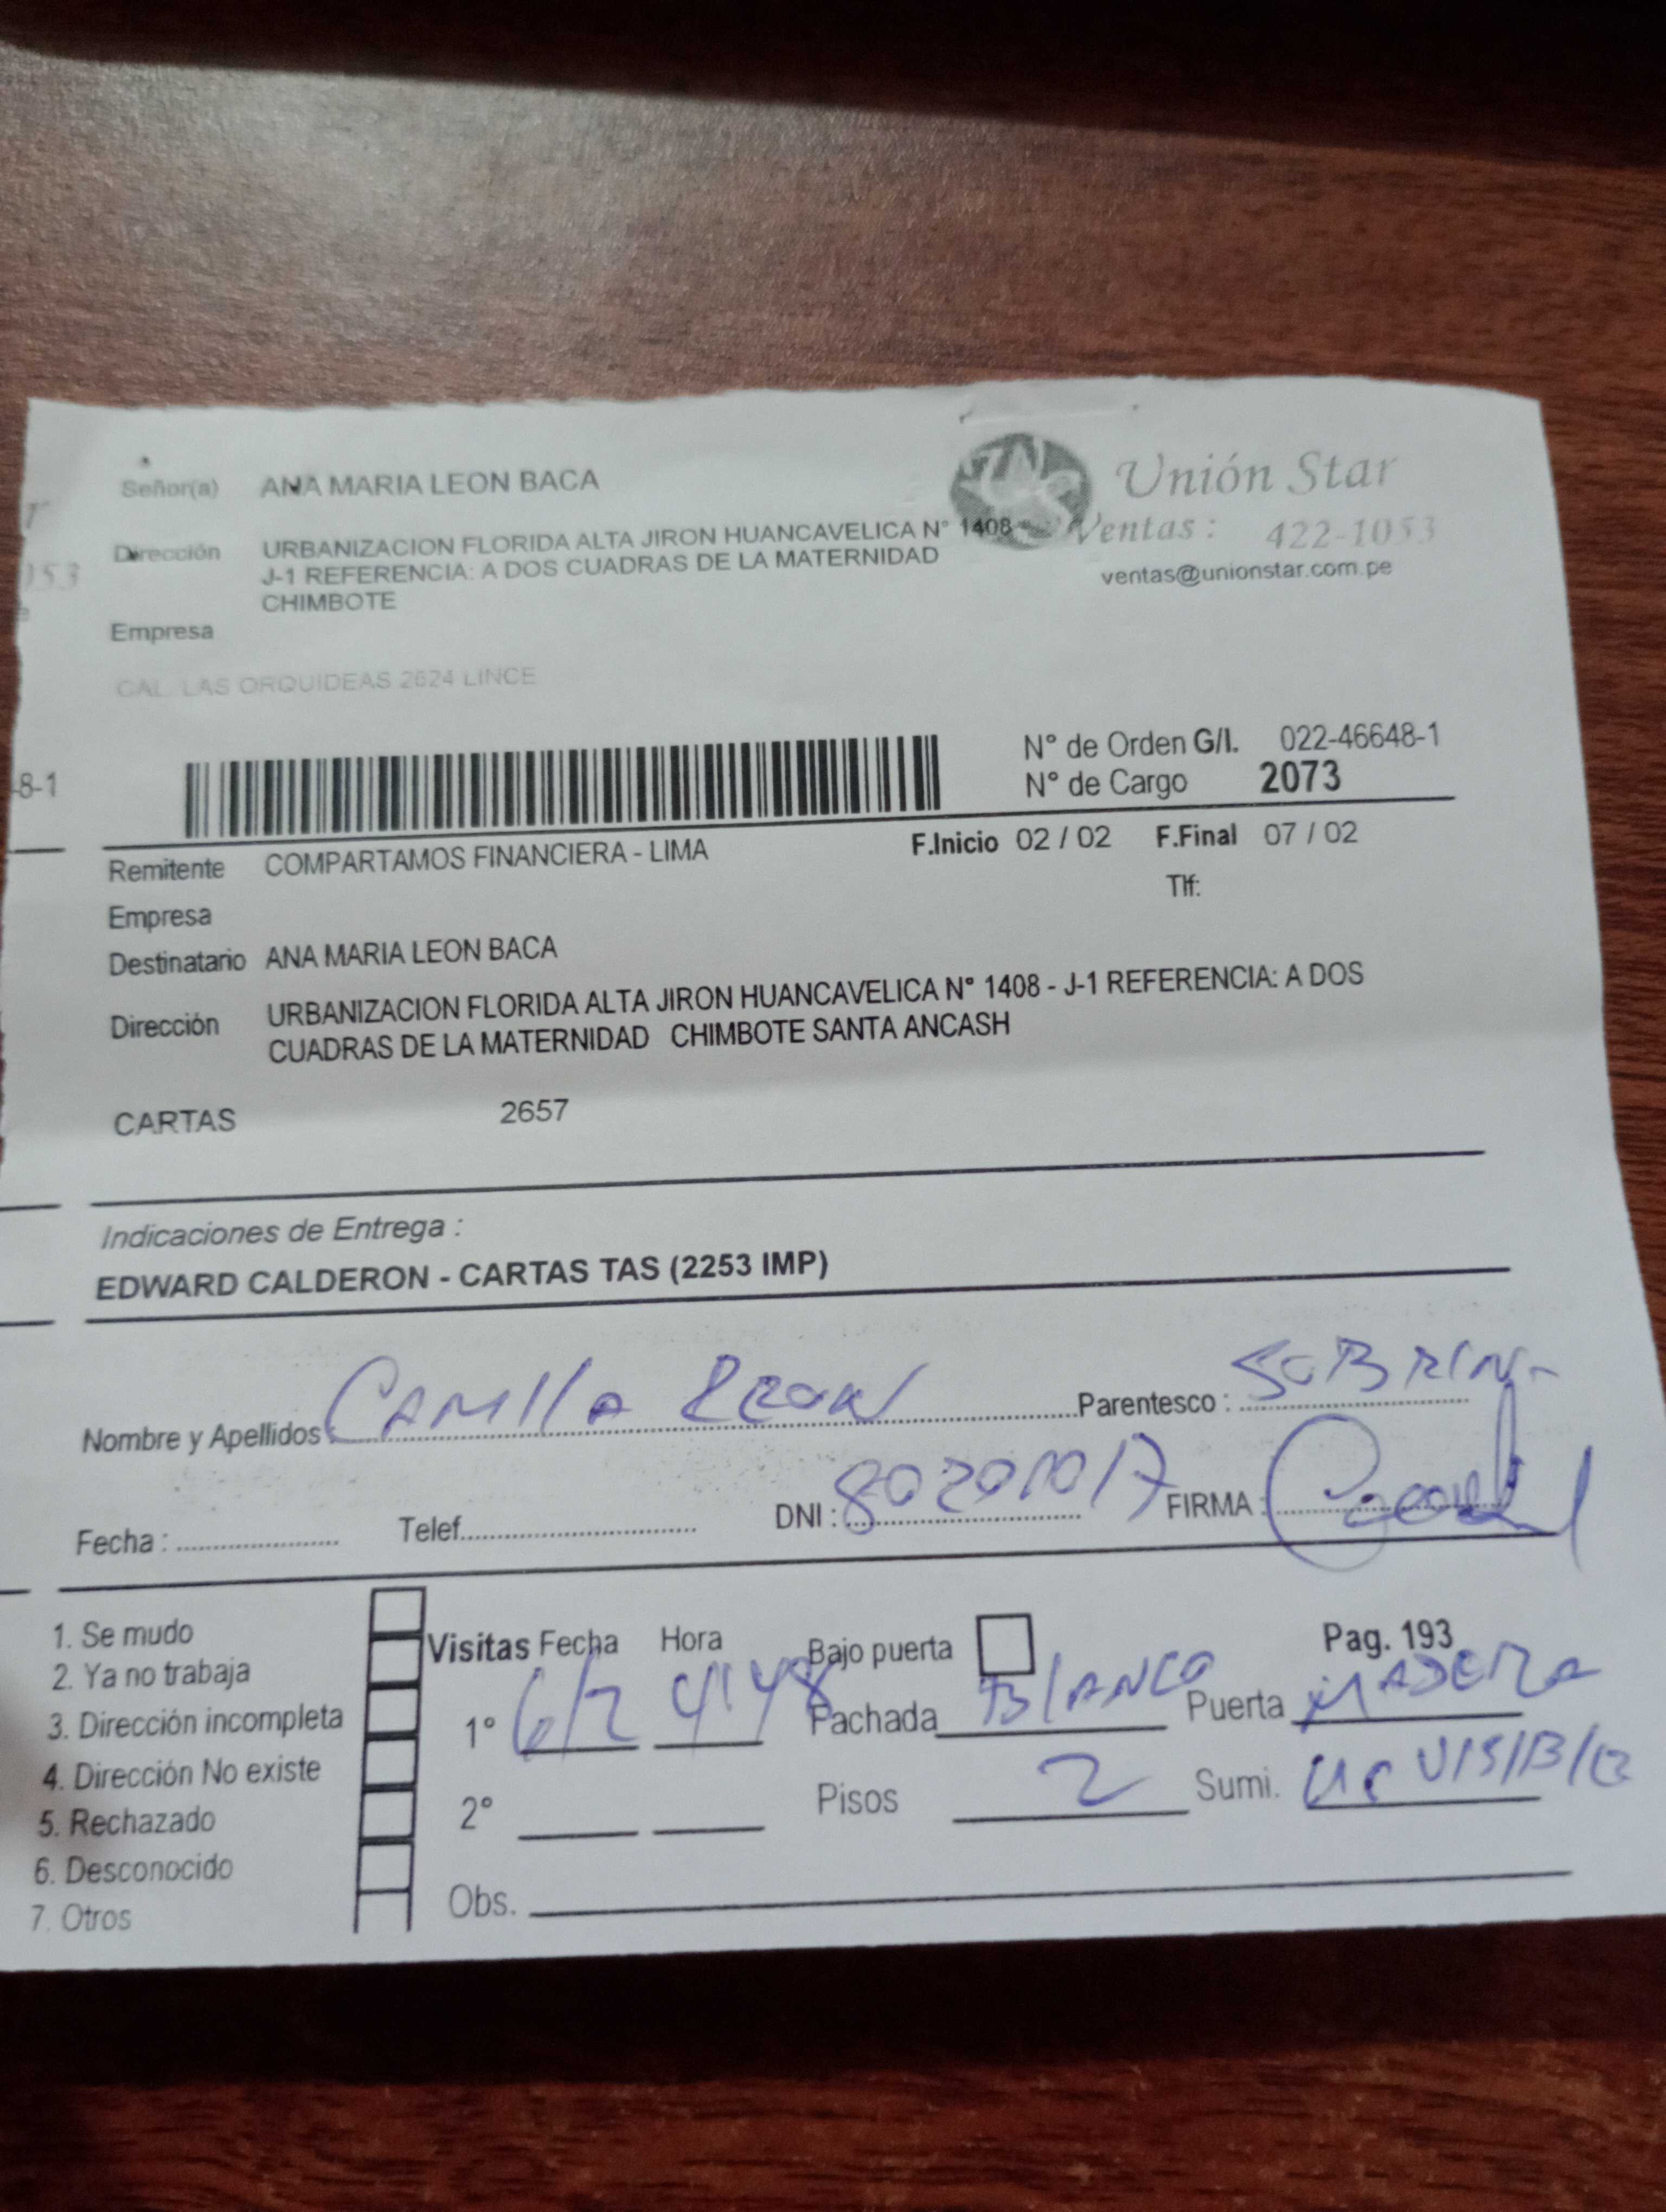 Señor(a) ANA MARIA LEON BACA
Unión Star
Dirección URBANIZACION FLORIDA ALTA JIRON HUANCAVELICA N° 1408
Ventas : 422-1053
J-1 REFERENCIA: A DOS CUADRAS DE LA MATERNIDAD
ventas@unionstar.com.pe
CHIMBOTE
Empresa
CAL. LAS ORQUIDEAS 2624 LINCE
053
N° de Orden G/I. 022-46648-1
-8-1
N° de Cargo 2073
Remitente COMPARTAMOS FINANCIERA - LIMA F.Inicio 02 / 02 F.Final 07 / 02
Tlf:
Empresa
Destinatario ANA MARIA LEON BACA
Dirección URBANIZACION FLORIDA ALTA JIRON HUANCAVELICA N° 1408 - J-1 REFERENCIA: A DOS
CUADRAS DE LA MATERNIDAD CHIMBOTE SANTA ANCASH
CARTAS 2657
Indicaciones de Entrega :
EDWARD CALDERON - CARTAS TAS (2253 IMP)
Nombre y Apellidos Camila Leon Parentesco : SOBRINA
Fecha : Telef. DNI : FIRMA :
1. Se mudo
2. Ya no trabaja
3. Dirección incompleta
4. Dirección No existe
5. Rechazado
6. Desconocido
7. Otros
Visitas Fecha Hora Bajo puerta Pag. 193
1° 6/2 4:48 Fachada BLANCO Puerta MADERA
2° Pisos 2 Sumi. VISIBLE
Obs.